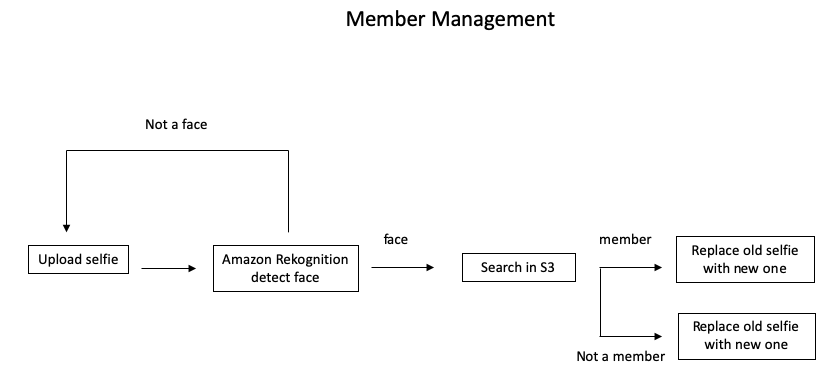 Member Management
Not a face
Upload selfie
Amazon Rekognition
detect face
face
Search in S3
member
Replace old selfie
with new one
Not a member
Replace old selfie
with new one